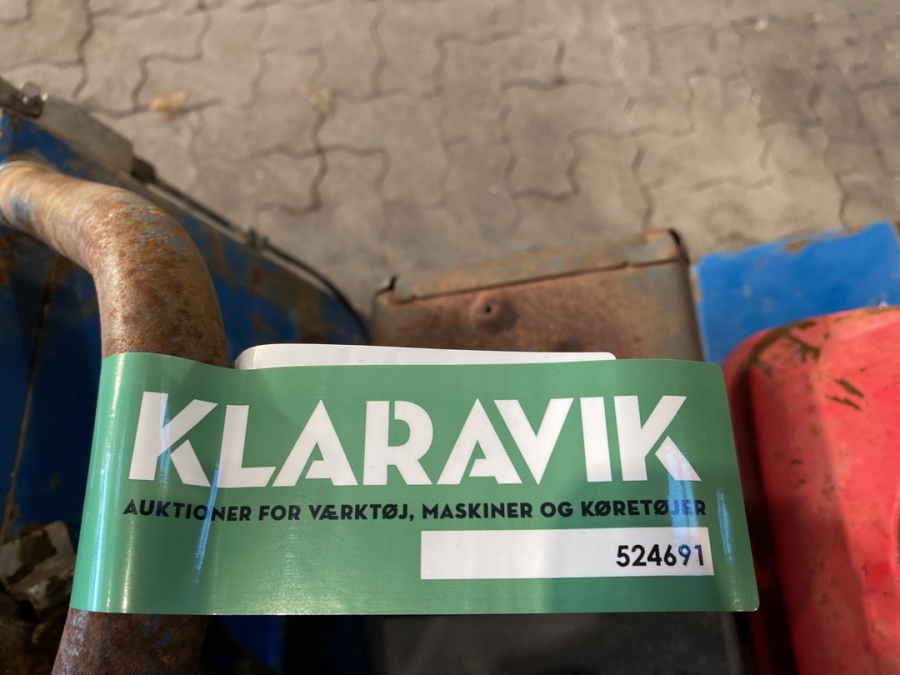 KLARAVIK
AUKTIONER FOR VÆRKTØJ, MASKINER OG KØRETØJER
524691